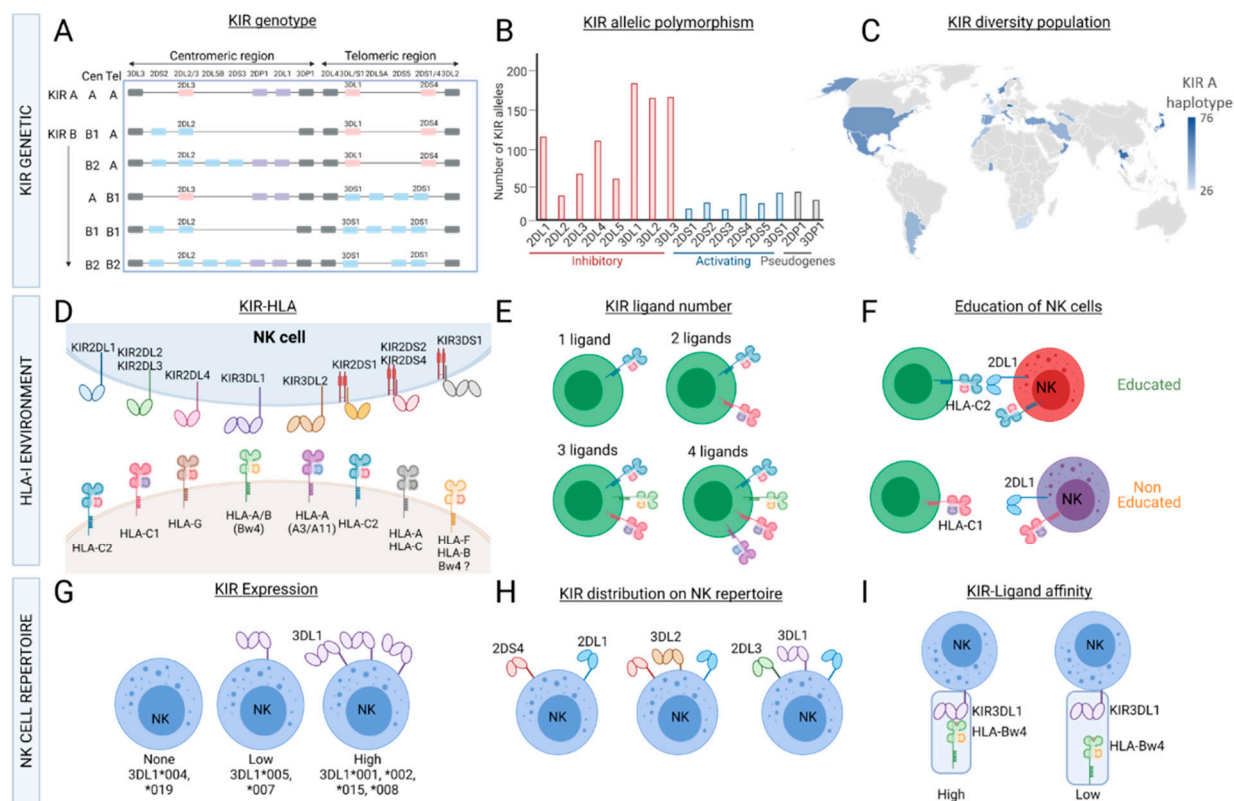 KIR GENETIC
A
KIR genotype
Centromeric region
Telomeric region
Cen Tel
3DL3 2DS2 2DL2/3 2DL5B 2DS3 2DP1 2DL1 3DP1 2DL4 3DL/S1 2DL5A 2DS5 2DS1/4 3DL2
KIR A A A
2DL3 3DL1 2DS4
KIR B B1 A
2DL2 3DL1 2DS4
B2 A
2DL2 3DL1 2DS4
A B1
2DL3 3DS1 2DS1
B1 B1
2DL2 3DS1 2DS1
B2 B2
2DL2 3DS1 2DS1
B
KIR allelic polymorphism
Number of KIR alleles
200
150
100
50
0
2DL1
2DL2
2DL3
2DL4
2DL5
3DL1
3DL2
3DL3
2DS1
2DS2
2DS3
2DS4
2DS5
3DS1
2DP1
3DP1
Inhibitory
Activating
Pseudogenes
C
KIR diversity population
KIR A
haplotype
76
26
HLA-I ENVIRONMENT
D
KIR-HLA
NK cell
KIR2DL1
KIR2DL2
KIR2DL3
KIR2DL4
KIR3DL1
KIR3DL2
KIR2DS1
KIR2DS2
KIR2DS4
KIR3DS1
HLA-C2
HLA-C1
HLA-G
HLA-A/B
(Bw4)
HLA-A
(A3/A11)
HLA-C2
HLA-A
HLA-C
HLA-F
HLA-B
Bw4 ?
E
KIR ligand number
1 ligand
2 ligands
3 ligands
4 ligands
F
Education of NK cells
2DL1
HLA-C2
NK
Educated
2DL1
HLA-C1
NK
Non
Educated
NK CELL REPERTOIRE
G
KIR Expression
3DL1
NK
NK
NK
None
3DL1*004,
*019
Low
3DL1*005,
*007
High
3DL1*001, *002,
*015, *008
H
KIR distribution on NK repertoire
2DS4
2DL1
3DL2
2DL3
3DL1
NK
NK
NK
I
KIR-Ligand affinity
NK
KIR3DL1
HLA-Bw4
High
NK
KIR3DL1
HLA-Bw4
Low